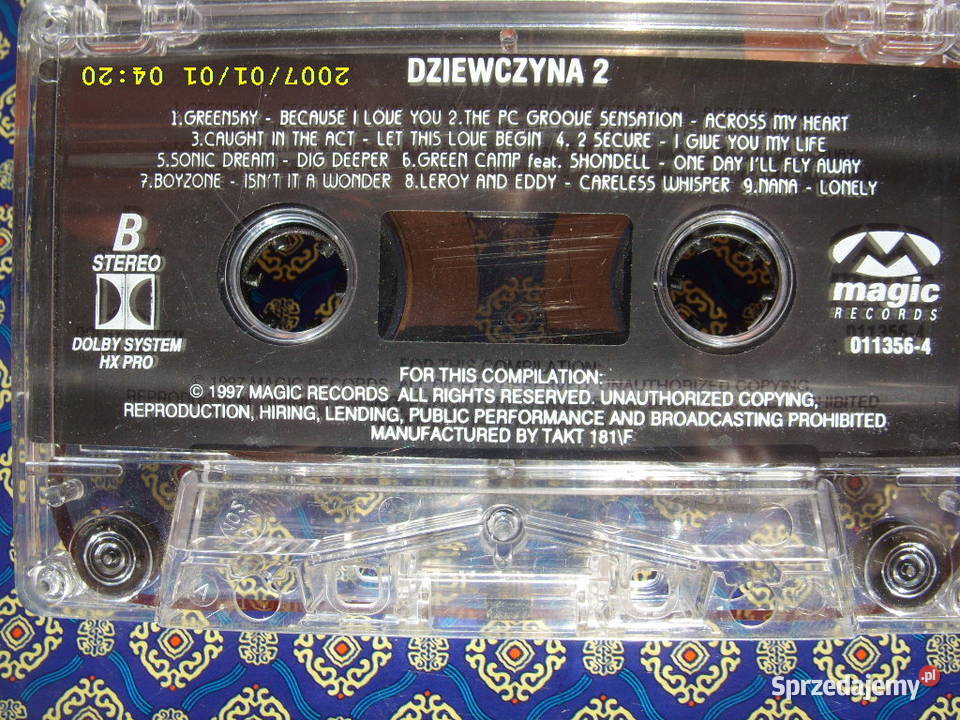 2007/01/01 04:20
DZIEWCZYNA 2
1.GREENSKY - BECAUSE I LOVE YOU 2.THE PC GROOVE SENSATION - ACROSS MY HEART
3.CAUGHT IN THE ACT - LET THIS LOVE BEGIN 4. 2 SECURE - I GIVE YOU MY LIFE
5.SONIC DREAM - DIG DEEPER 6.GREEN CAMP feat. SHONDELL - ONE DAY I'LL FLY AWAY
7.BOYZONE - ISN'T IT A WONDER 8.LEROY AND EDDY - CARELESS WHISPER 9.NANA - LONELY
B
STEREO
DOLBY SYSTEM
HX PRO
magic
RECORDS
011356-4
FOR THIS COMPILATION:
© 1997 MAGIC RECORDS ALL RIGHTS RESERVED. UNAUTHORIZED COPYING,
REPRODUCTION, HIRING, LENDING, PUBLIC PERFORMANCE AND BROADCASTING PROHIBITED
MANUFACTURED BY TAKT 181\F
Sprzedajemy.pl